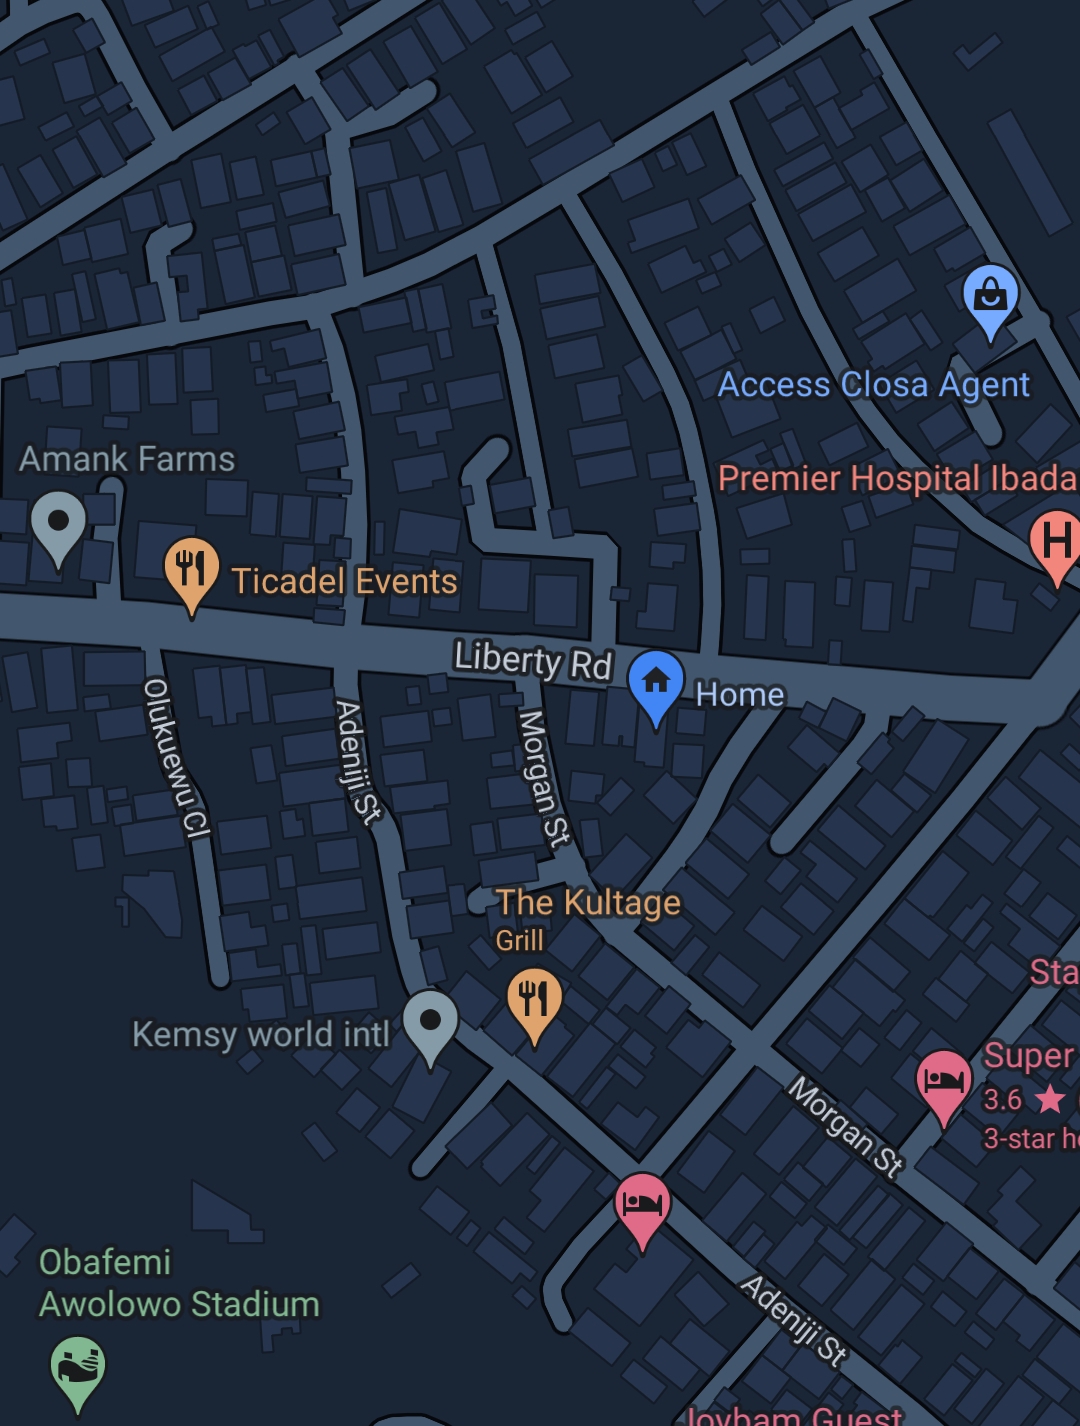 Access Closa Agent
Amank Farms
Premier Hospital Ibada
H
Ticadel Events
Liberty Rd
Home
Olukuewu Cl
Adeniji St
Morgan St
The Kultage
Grill
Sta
Kemsy world intl
Super
3.6
3-star
Morgan St
Obafemi
Awolowo Stadium
Adeniji St
Guest